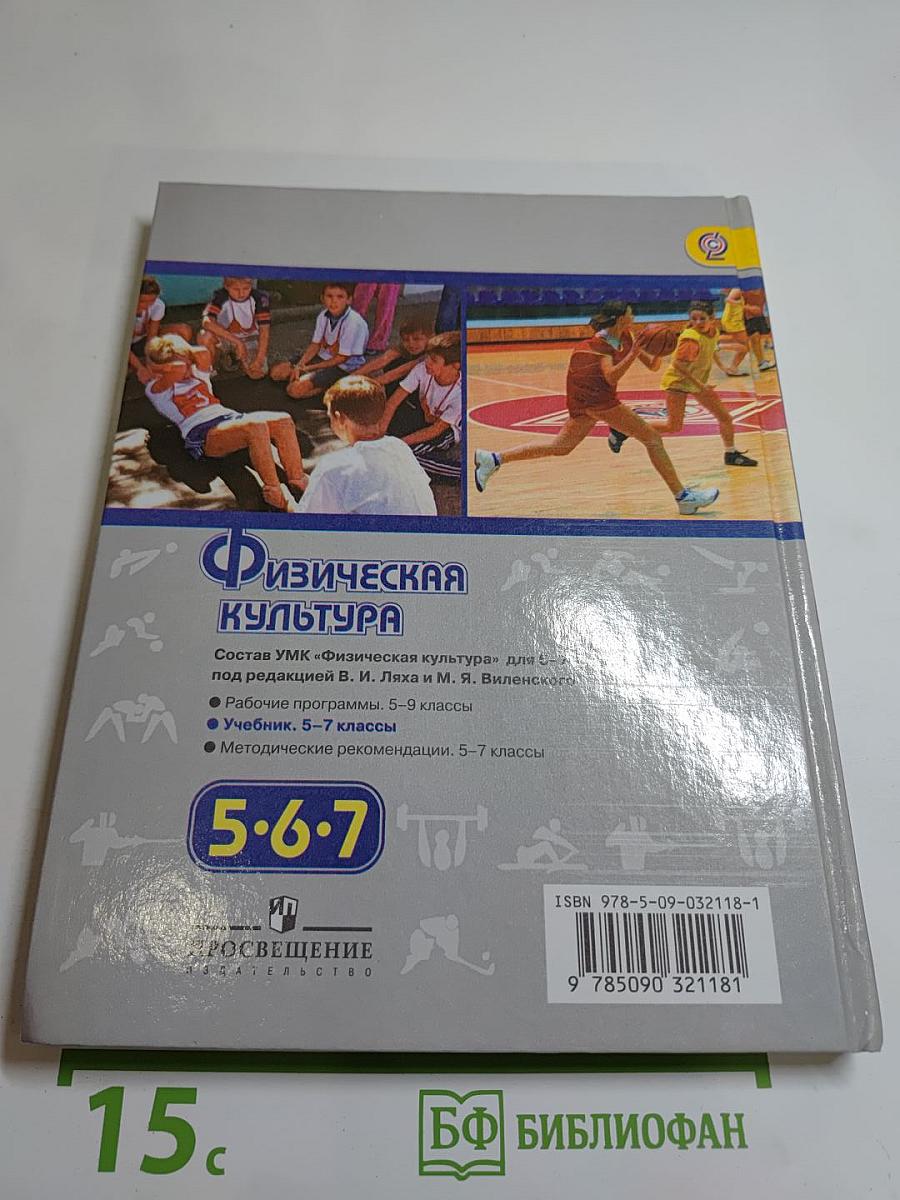 Физическая
культура
Состав УМК «Физическая культура» для 5–7
под редакцией В. И. Ляха и М. Я. Виленского
● Рабочие программы. 5–9 классы
● Учебник. 5–7 классы
● Методические рекомендации. 5–7 классы
5·6·7
ПРОСВЕЩЕНИЕ
ИЗДАТЕЛЬСТВО
ISBN 978-5-09-032118-1
9 785090 321181
15 с
БФ БИБЛИОФАН